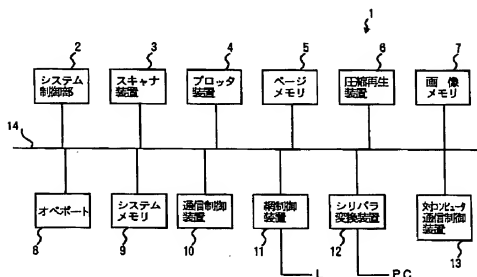 1
2
3
4
5
6
7
システム
制御部
スキャナ
装置
プロッタ
装置
ページ
メモリ
圧縮再生
装置
画像
メモリ
14
オペポート
システム
メモリ
通信制御
装置
網制御
装置
シリパラ
変換装置
対コンピュータ
通信制御
装置
8
9
10
11
12
13
L
PC